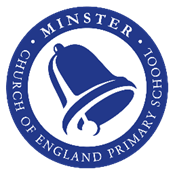 · MINSTER ·
CHURCH OF ENGLAND PRIMARY SCHOOL